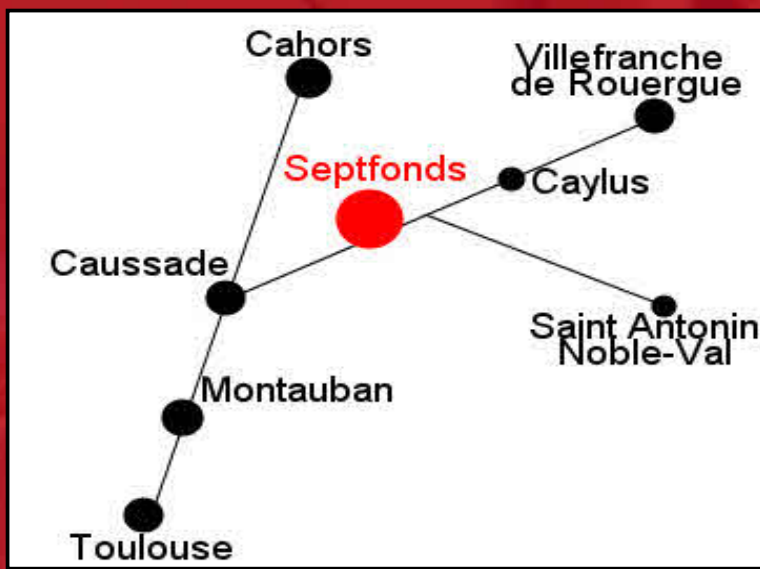 Cahors
Villefranche
de Rouergue
Septfonds
Caylus
Caussade
Saint Antonin
Noble-Val
Montauban
Toulouse